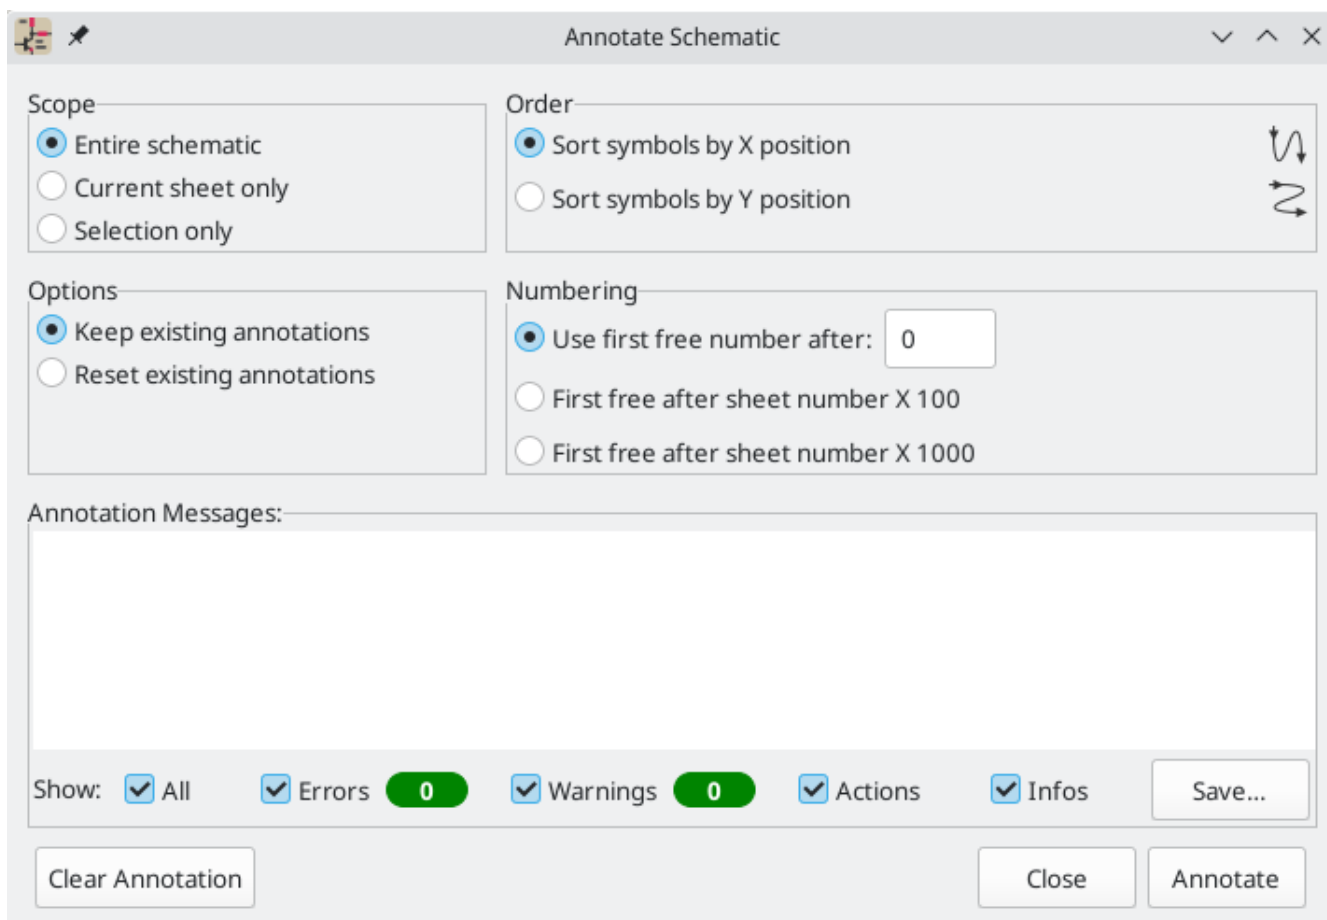 Annotate Schematic
Scope
Entire schematic
Current sheet only
Selection only
Order
Sort symbols by X position
Sort symbols by Y position
Options
Keep existing annotations
Reset existing annotations
Numbering
Use first free number after: 0
First free after sheet number X 100
First free after sheet number X 1000
Annotation Messages:
Show: All Errors 0 Warnings 0 Actions Infos Save...
Clear Annotation Close Annotate